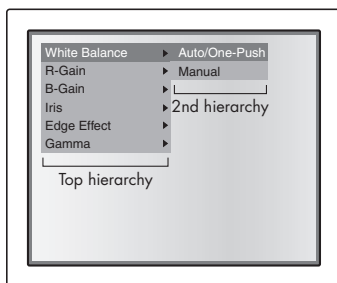 White Balance Auto/One-Push
R-Gain Manual
B-Gain
Iris 2nd hierarchy
Edge Effect
Gamma
Top hierarchy